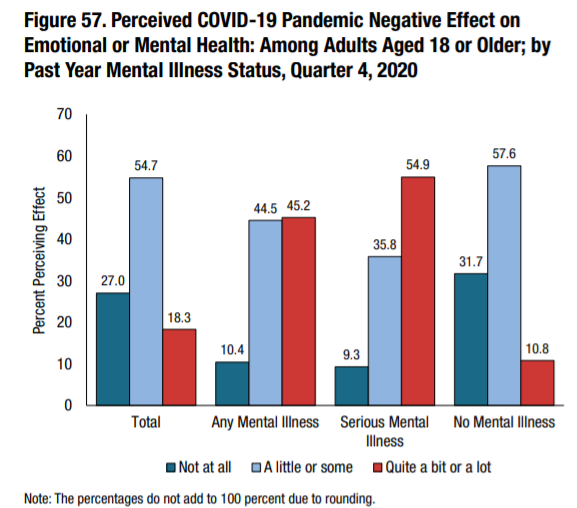 Figure 57. Perceived COVID-19 Pandemic Negative Effect on
Emotional or Mental Health: Among Adults Aged 18 or Older; by
Past Year Mental Illness Status, Quarter 4, 2020
Percent Perceiving Effect
70
60
50
40
30
20
10
0
27.0
54.7
18.3
10.4
44.5
45.2
9.3
35.8
54.9
31.7
57.6
10.8
Total
Any Mental Illness
Serious Mental
Illness
No Mental Illness
Not at all
A little or some
Quite a bit or a lot
Note: The percentages do not add to 100 percent due to rounding.